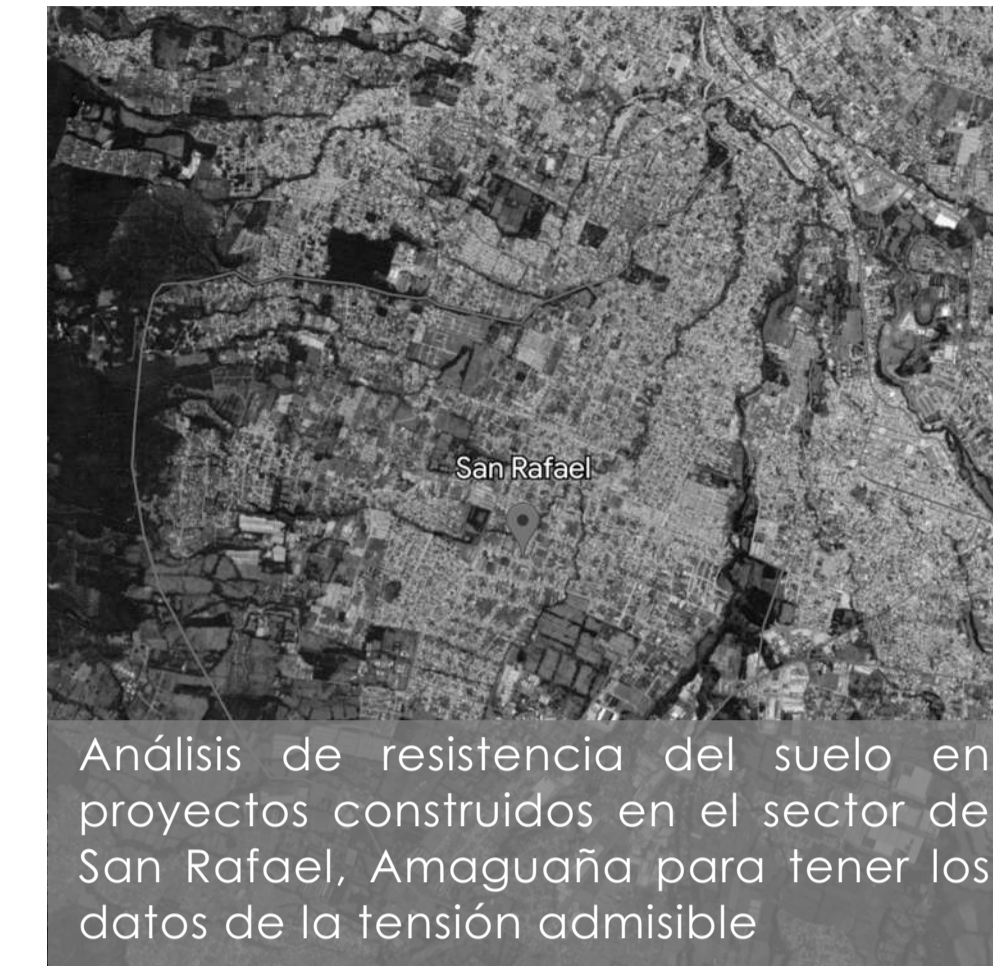 San Rafael
Análisis de resistencia del suelo en
proyectos construidos en el sector de
San Rafael, Amaguaña para tener los
datos de la tensión admisible